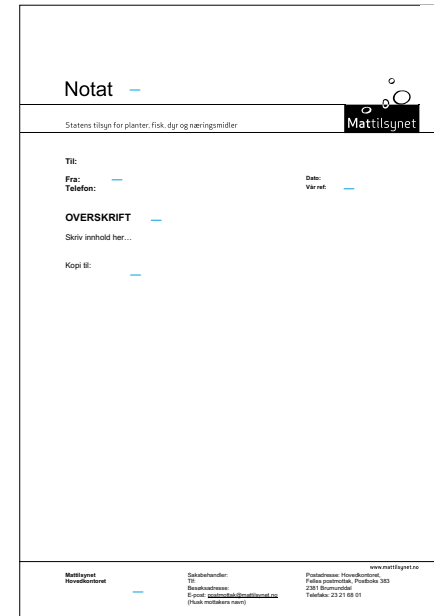 Notat
Statens tilsyn for planter, fisk, dyr og næringsmidler
Mattilsynet
Til:
Fra:
Telefon:
Dato:
Vår ref:
OVERSKRIFT
Skriv innhold her…
Kopi til:
www.mattilsynet.no
Mattilsynet
Hovedkontoret
Saksbehandler:
Tlf:
Besøksadresse:
E-post: postmottak@mattilsynet.no
(Husk mottakers navn)
Postadresse: Hovedkontoret,
Felles postmottak, Postboks 383
2381 Brumunddal
Telefaks: 23 21 68 01